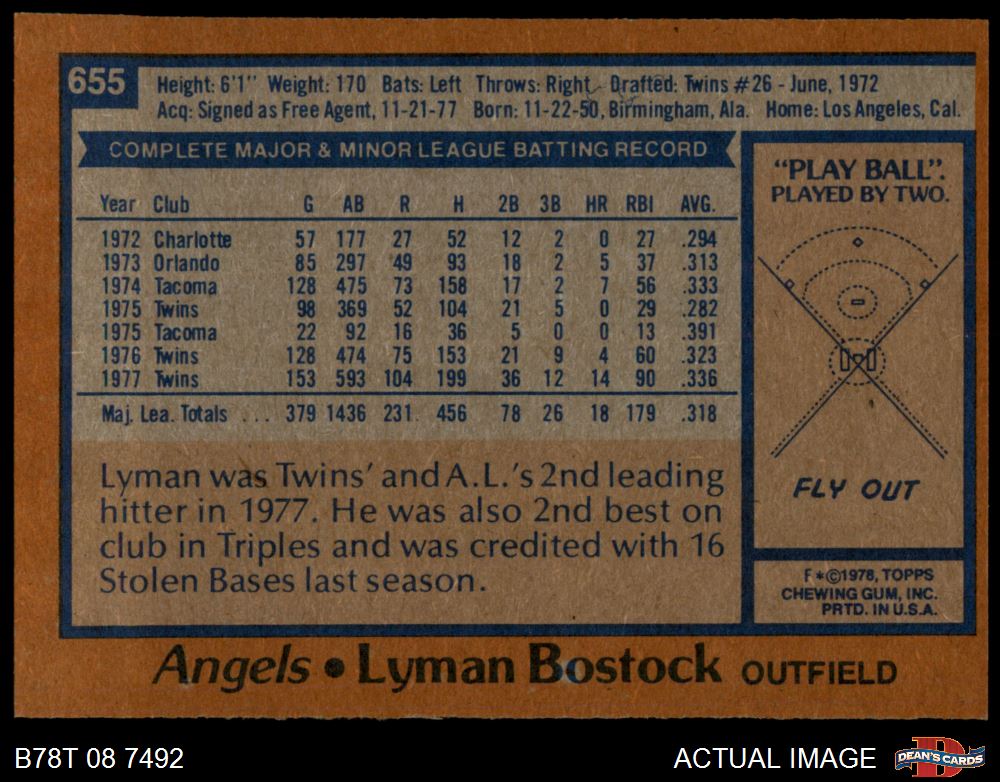 655
Height: 6'1" Weight: 170 Bats: Left Throws: Right Drafted: Twins #26 - June, 1972
Acq: Signed as Free Agent, 11-21-77 Born: 11-22-50, Birmingham, Ala. Home: Los Angeles, Cal.
COMPLETE MAJOR & MINOR LEAGUE BATTING RECORD
Year Club G AB R H 2B 3B HR RBI AVG.
1972 Charlotte 57 177 27 52 12 2 0 27 .294
1973 Orlando 85 297 49 93 18 2 5 37 .313
1974 Tacoma 128 475 73 158 17 2 7 56 .333
1975 Twins 98 369 52 104 21 5 0 29 .282
1975 Tacoma 22 92 16 36 5 0 0 13 .391
1976 Twins 128 474 75 153 21 9 4 60 .323
1977 Twins 153 593 104 199 36 12 14 90 .336
Maj. Lea. Totals ... 379 1436 231 456 78 26 18 179 .318
Lyman was Twins' and A.L.'s 2nd leading
hitter in 1977. He was also 2nd best on
club in Triples and was credited with 16
Stolen Bases last season.
"PLAY BALL".
PLAYED BY TWO.
FLY OUT
F*©1978, TOPPS
CHEWING GUM, INC.
PRTD. IN U.S.A.
Angels • Lyman Bostock OUTFIELD
B78T 08 7492
ACTUAL IMAGE
D
DEAN'S CARDS